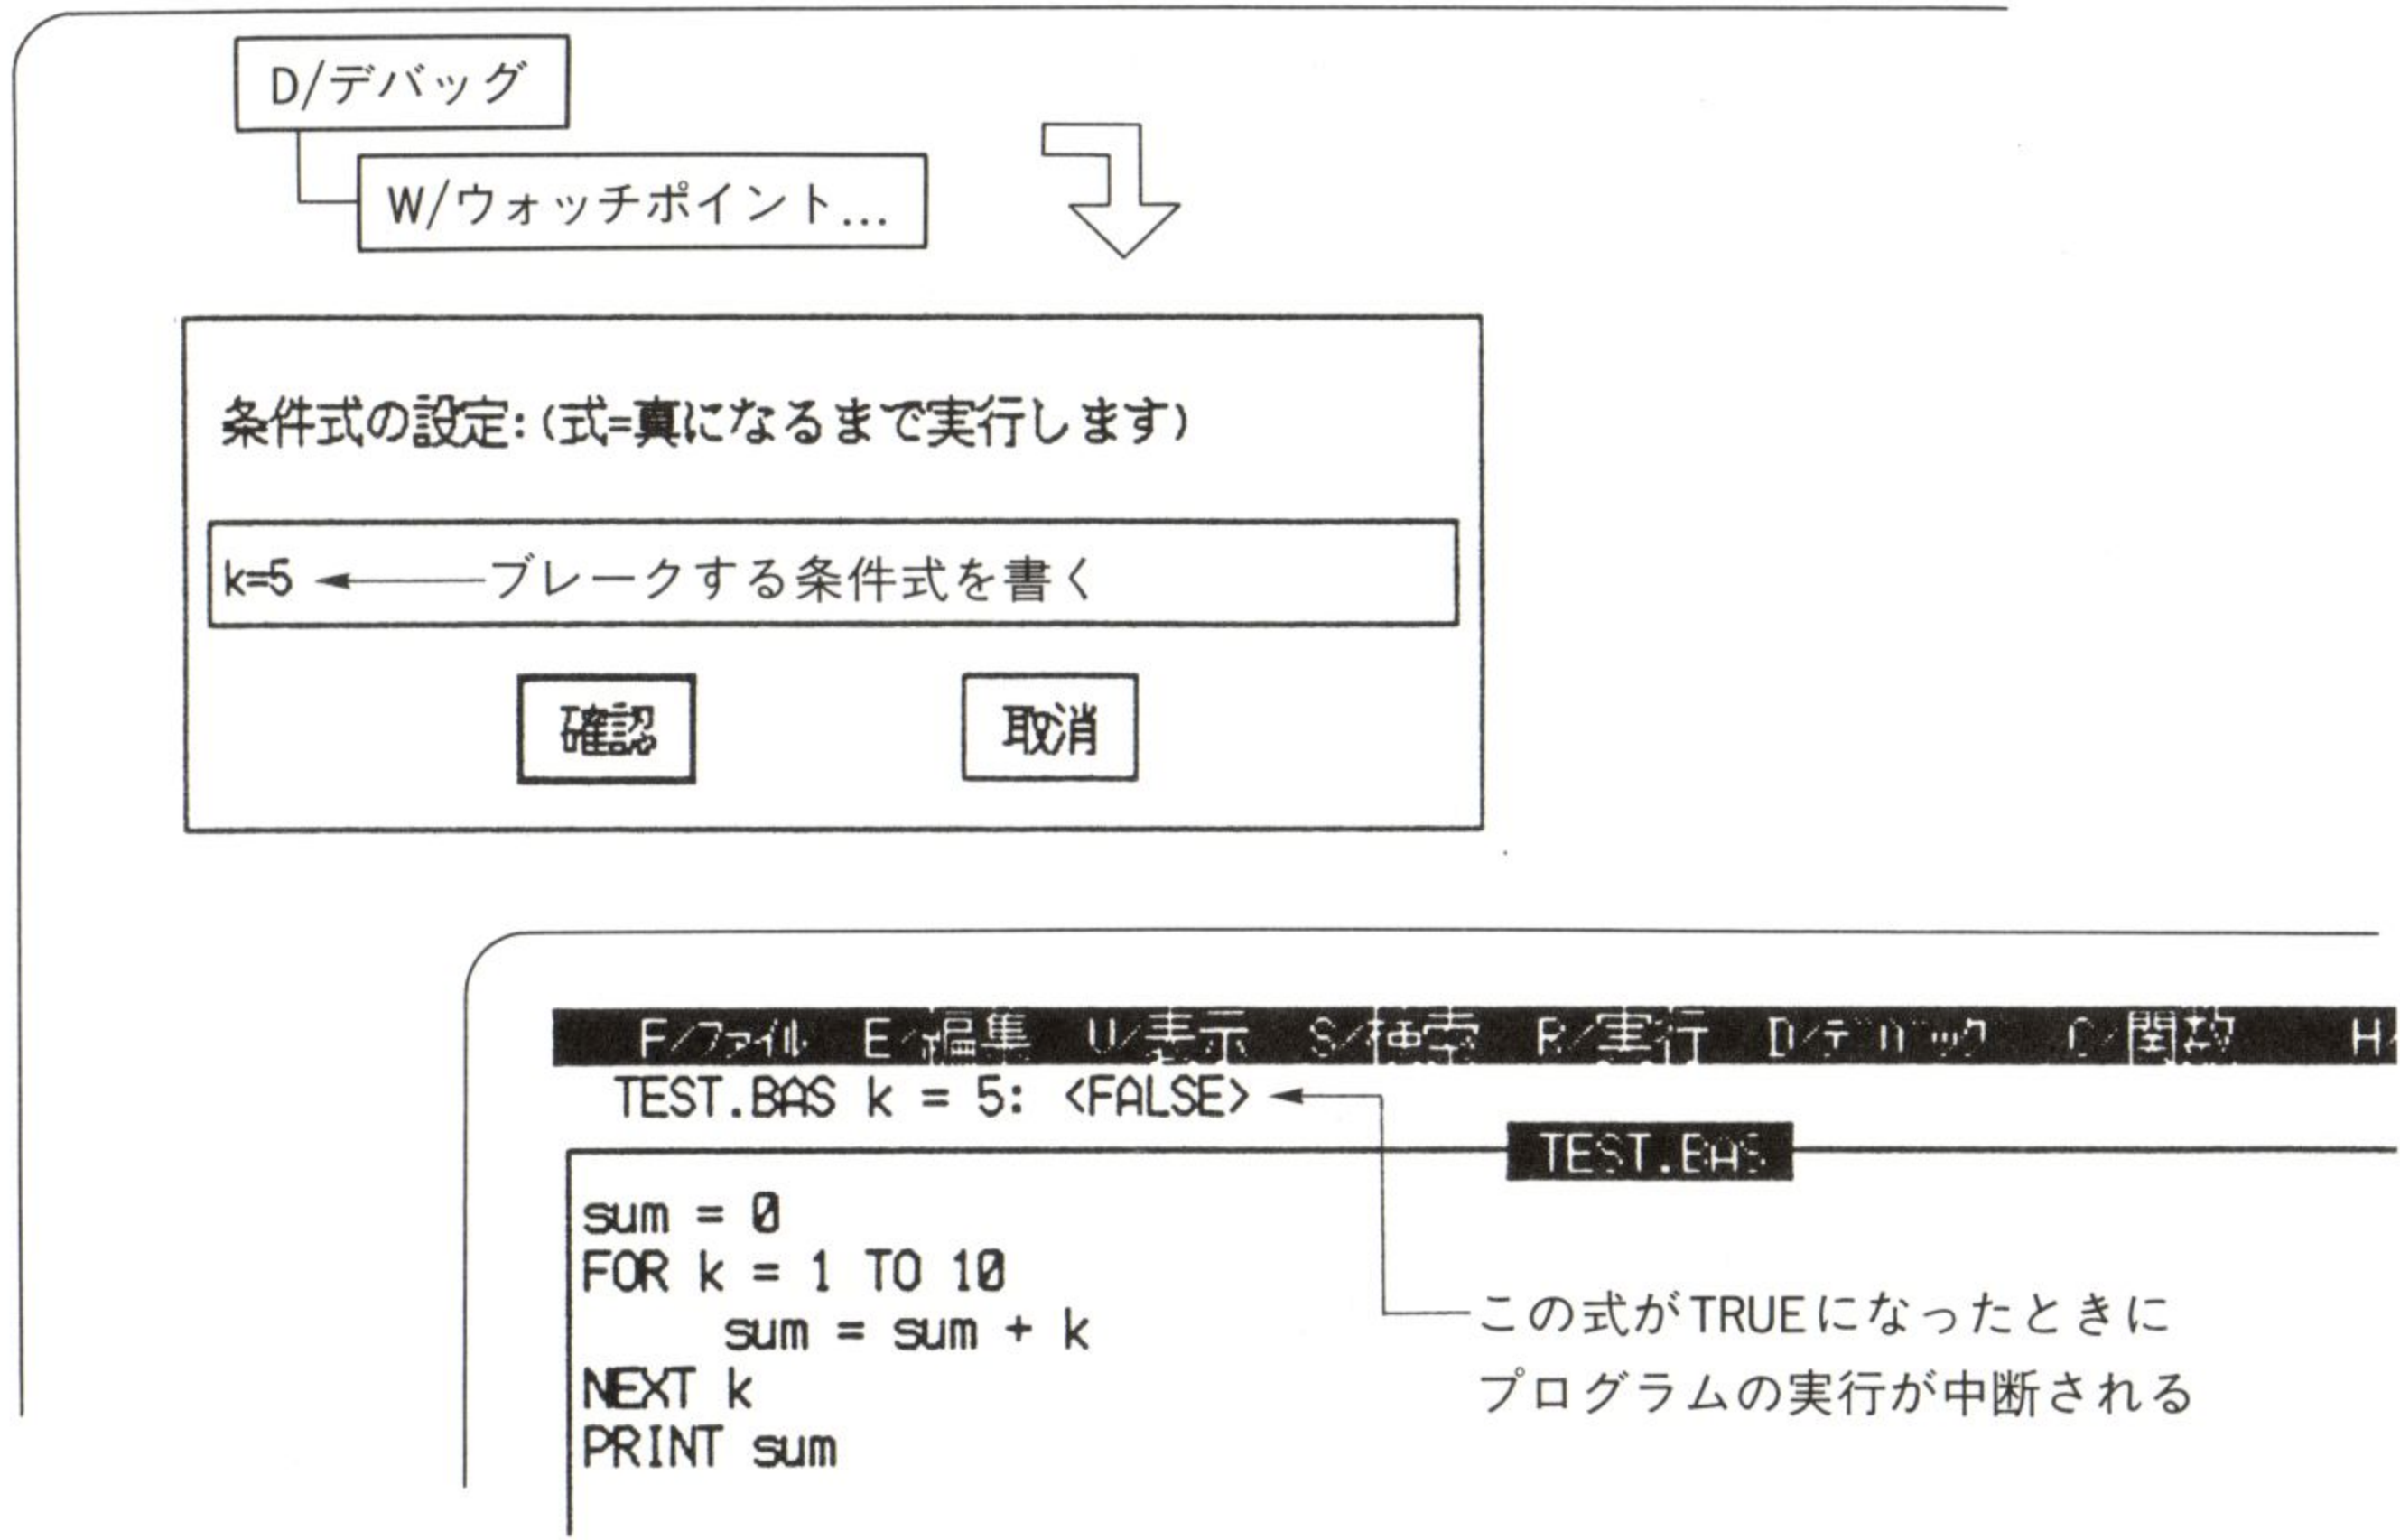 D/デバッグ
W/ウォッチポイント...
条件式の設定:(式=真になるまで実行します)
k=5 ブレークする条件式を書く
確認 取消
F/ファイル E/編集 V/表示 S/検索 R/実行 D/デバッグ C/関数 H
TEST.BAS k = 5: <FALSE>
TEST.BAS
sum = 0
FOR k = 1 TO 10
sum = sum + k
NEXT k
PRINT sum
この式がTRUEになったときに
プログラムの実行が中断される